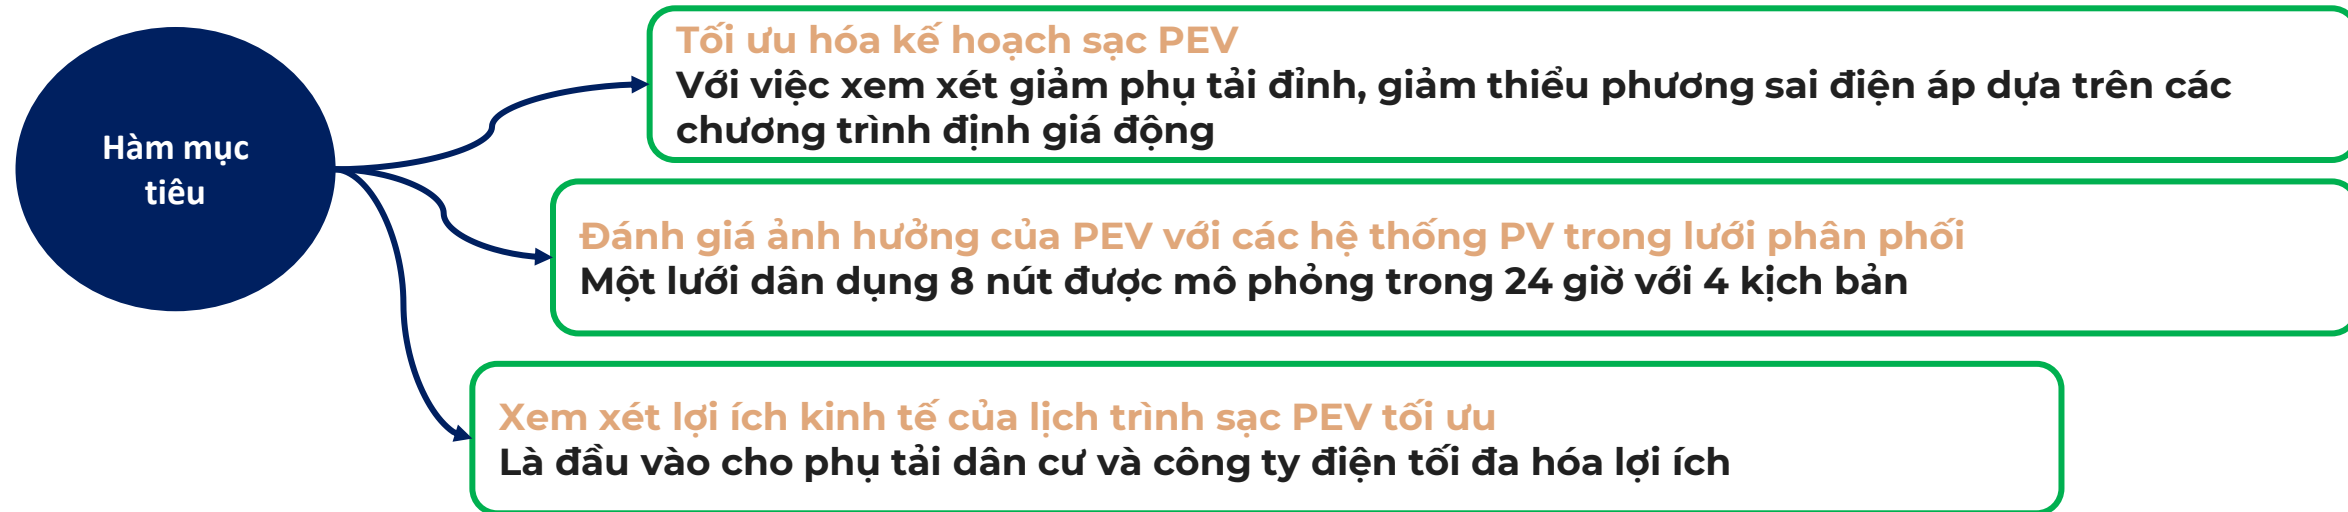 Hàm mục
tiêu
Tối ưu hóa kế hoạch sạc PEV
Với việc xem xét giảm phụ tải đỉnh, giảm thiểu phương sai điện áp dựa trên các
chương trình định giá động
Đánh giá ảnh hưởng của PEV với các hệ thống PV trong lưới phân phối
Một lưới dân dụng 8 nút được mô phỏng trong 24 giờ với 4 kịch bản
Xem xét lợi ích kinh tế của lịch trình sạc PEV tối ưu
Là đầu vào cho phụ tải dân cư và công ty điện tối đa hóa lợi ích